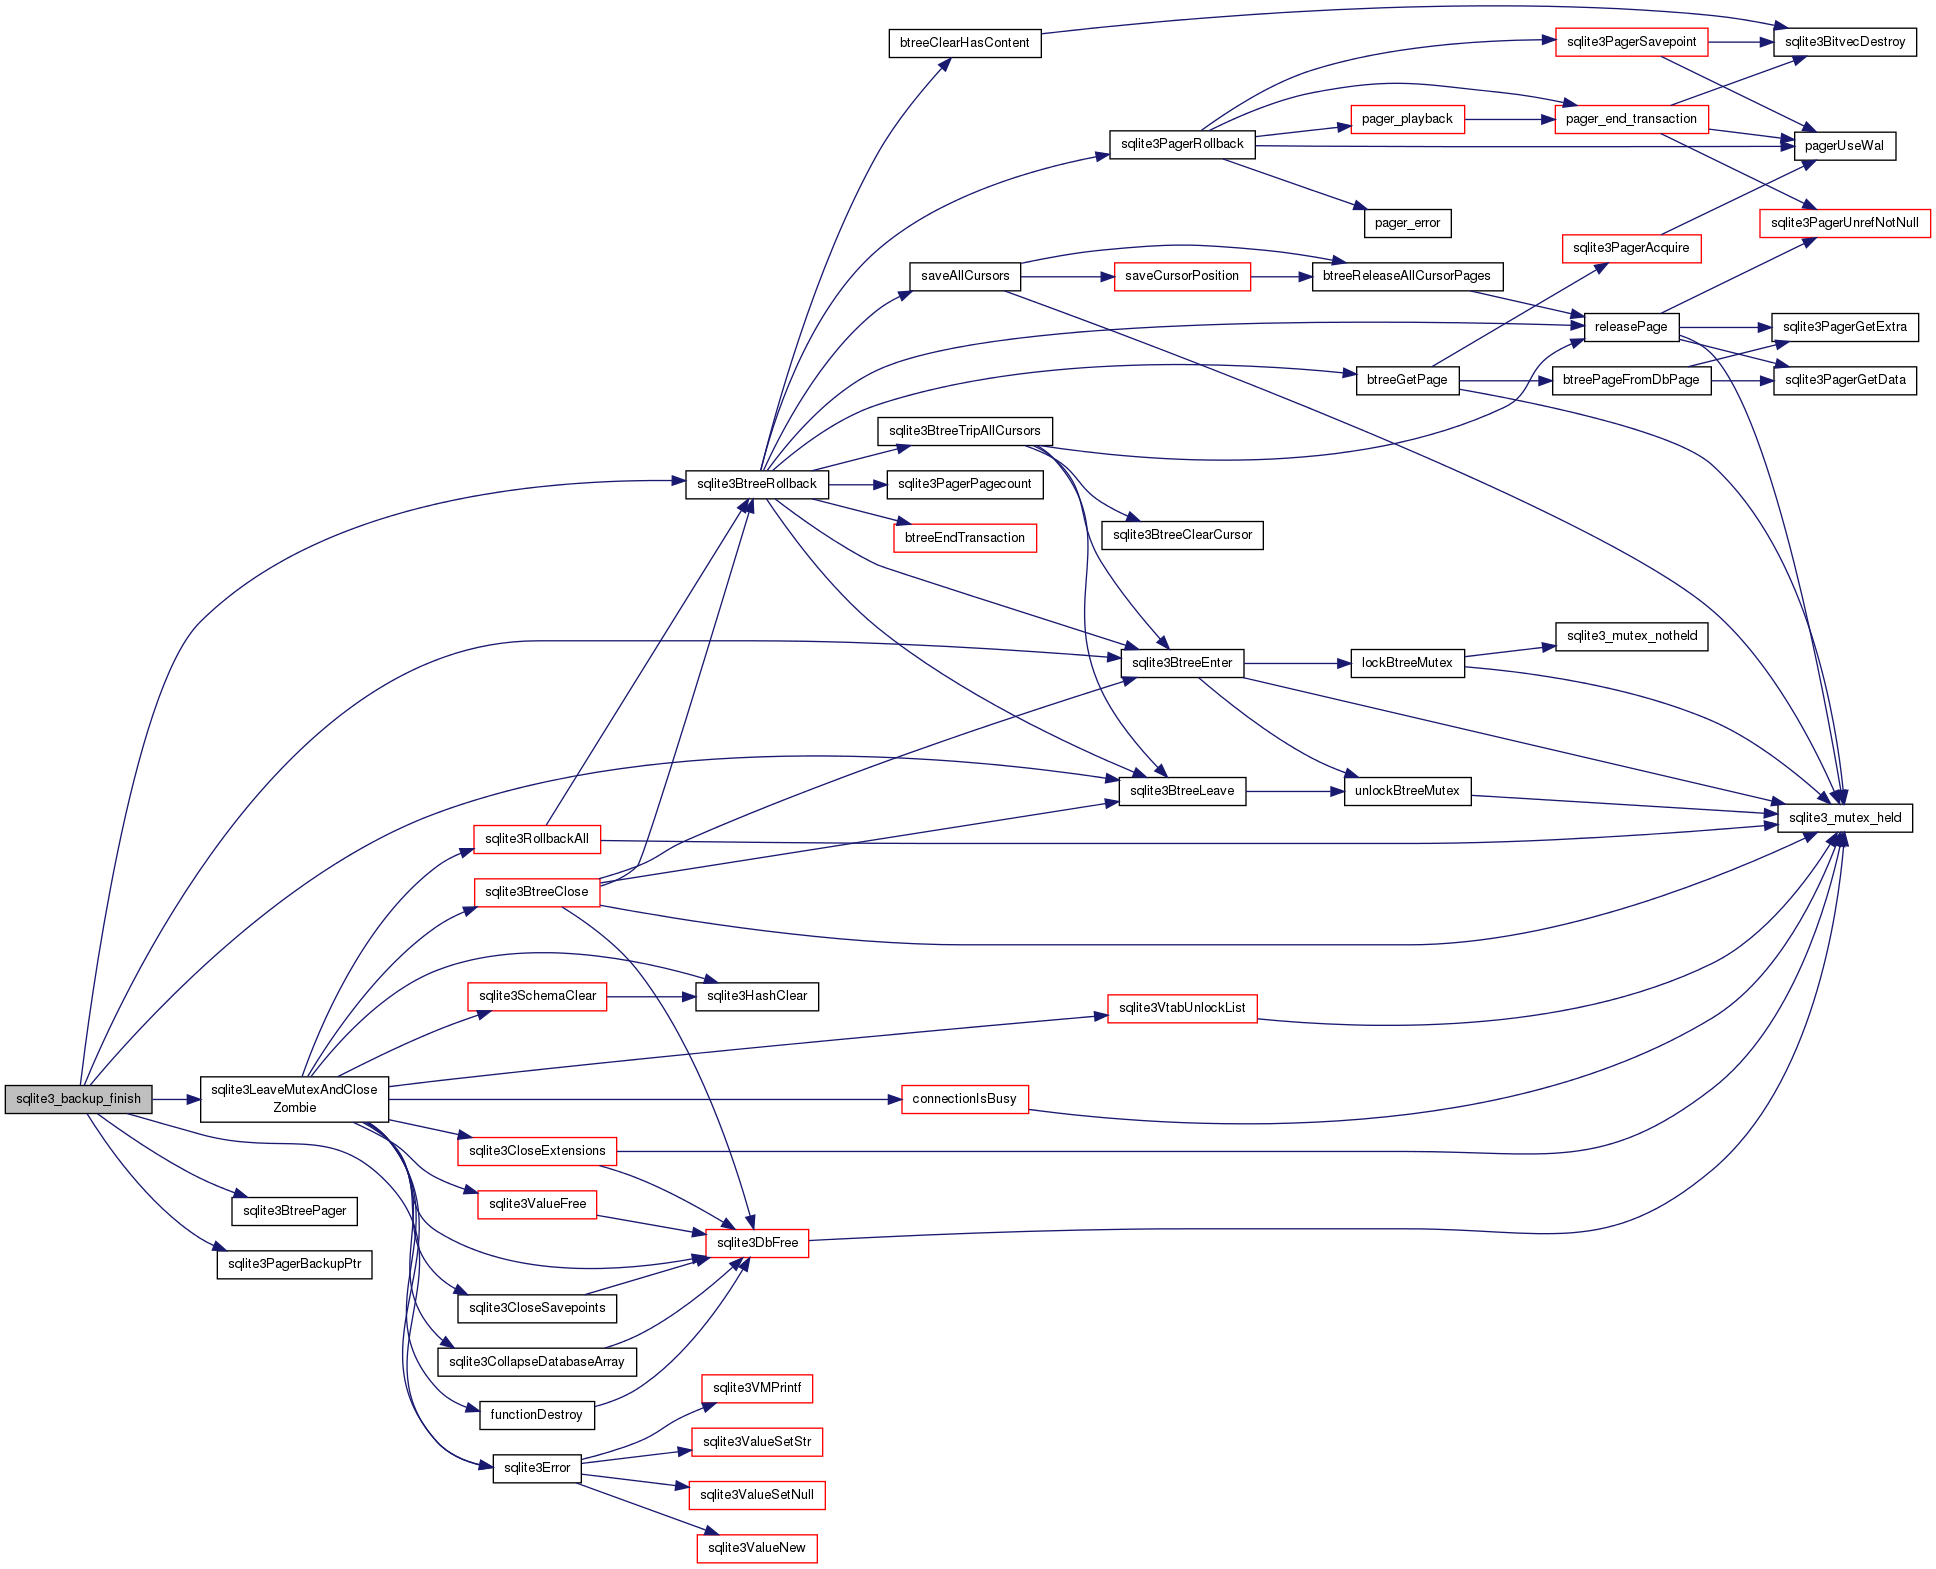 btreeClearHasContent
sqlite3PagerSavepoint
sqlite3BitvecDestroy
pager_playback
pager_end_transaction
sqlite3PagerRollback
pagerUseWal
pager_error
sqlite3PagerUnrefNotNull
sqlite3PagerAcquire
saveAllCursors
saveCursorPosition
btreeReleaseAllCursorPages
releasePage
sqlite3PagerGetExtra
btreeGetPage
btreePageFromDbPage
sqlite3PagerGetData
sqlite3BtreeTripAllCursors
sqlite3BtreeRollback
sqlite3PagerPagecount
btreeEndTransaction
sqlite3BtreeClearCursor
sqlite3_mutex_notheld
sqlite3BtreeEnter
lockBtreeMutex
sqlite3BtreeLeave
unlockBtreeMutex
sqlite3_mutex_held
sqlite3RollbackAll
sqlite3BtreeClose
sqlite3SchemaClear
sqlite3HashClear
sqlite3VtabUnlockList
sqlite3_backup_finish
sqlite3LeaveMutexAndClose
Zombie
connectionIsBusy
sqlite3CloseExtensions
sqlite3BtreePager
sqlite3ValueFree
sqlite3DbFree
sqlite3PagerBackupPtr
sqlite3CloseSavepoints
sqlite3CollapseDatabaseArray
sqlite3VMPrintf
functionDestroy
sqlite3ValueSetStr
sqlite3Error
sqlite3ValueSetNull
sqlite3ValueNew